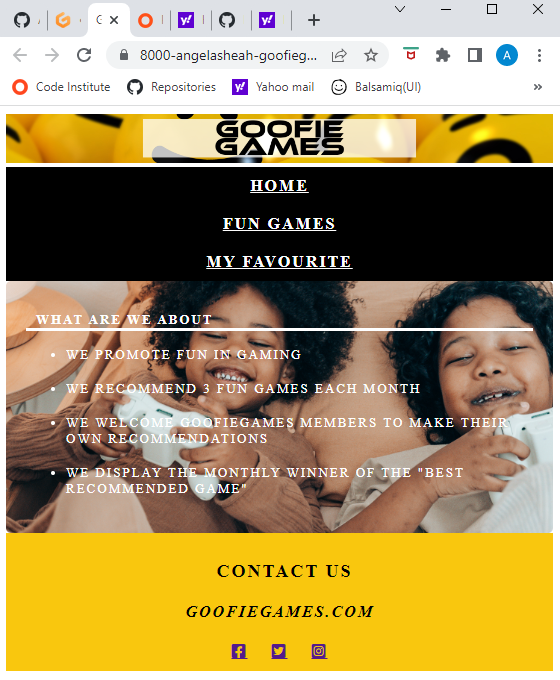 G
8000-angelasheah-goofieg...
A
Code Institute
Repositories
Yahoo mail
Balsamiq(UI)
»
GOOFIE
GAMES
HOME
FUN GAMES
MY FAVOURITE
WHAT ARE WE ABOUT
• WE PROMOTE FUN IN GAMING
• WE RECOMMEND 3 FUN GAMES EACH MONTH
• WE WELCOME GOOFIEGAMES MEMBERS TO MAKE THEIR
OWN RECOMMENDATIONS
• WE DISPLAY THE MONTHLY WINNER OF THE "BEST
RECOMMENDED GAME"
CONTACT US
GOOFIEGAMES.COM